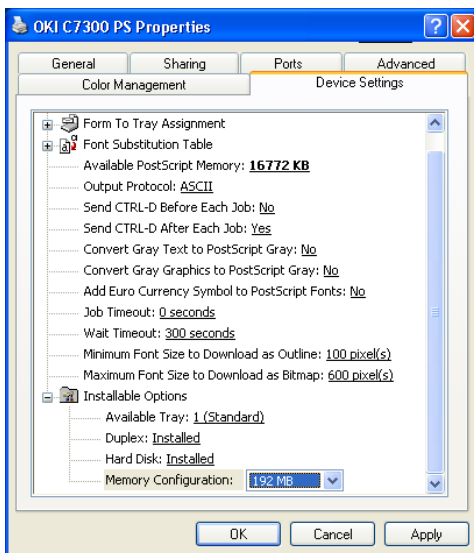 OKI C7300 PS Properties
General Sharing Ports Advanced
Color Management Device Settings
Form To Tray Assignment
Font Substitution Table
Available PostScript Memory: 16772 KB
Output Protocol: ASCII
Send CTRL-D Before Each Job: No
Send CTRL-D After Each Job: Yes
Convert Gray Text to PostScript Gray: No
Convert Gray Graphics to PostScript Gray: No
Add Euro Currency Symbol to PostScript Fonts: No
Job Timeout: 0 seconds
Wait Timeout: 300 seconds
Minimum Font Size to Download as Outline: 100 pixel(s)
Maximum Font Size to Download as Bitmap: 600 pixel(s)
Installable Options
Available Tray: 1 (Standard)
Duplex: Installed
Hard Disk: Installed
Memory Configuration: 192 MB
OK Cancel Apply